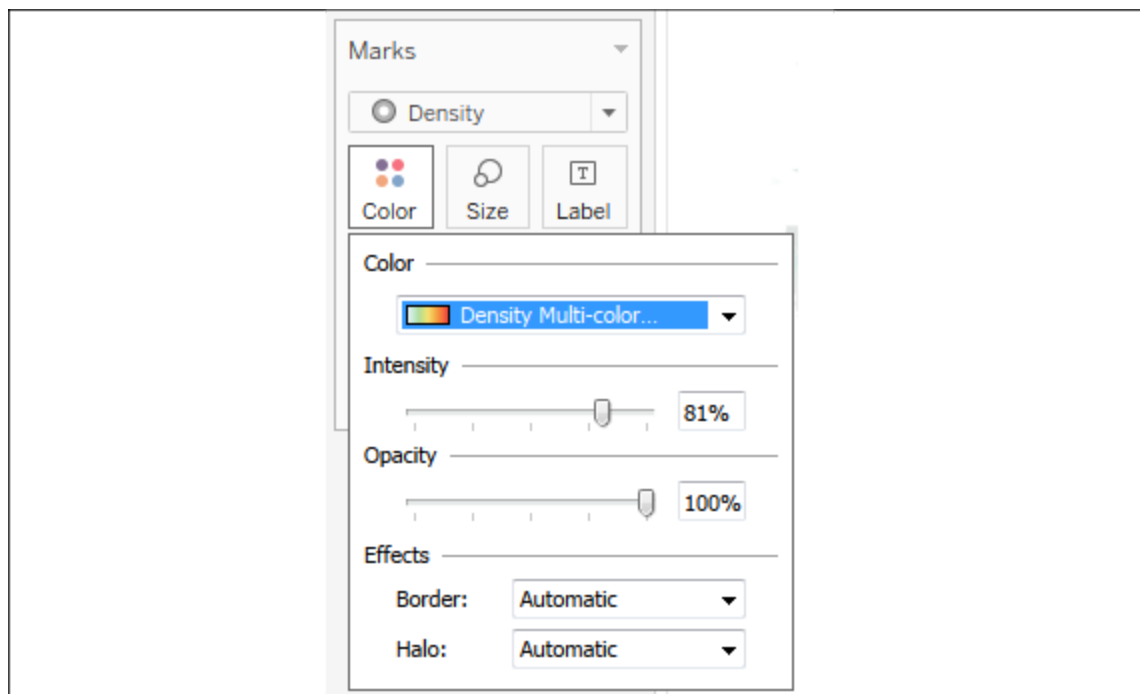 Marks
Density
Color Size Label
Color
Density Multi-color...
Intensity
81%
Opacity
100%
Effects
Border: Automatic
Halo: Automatic